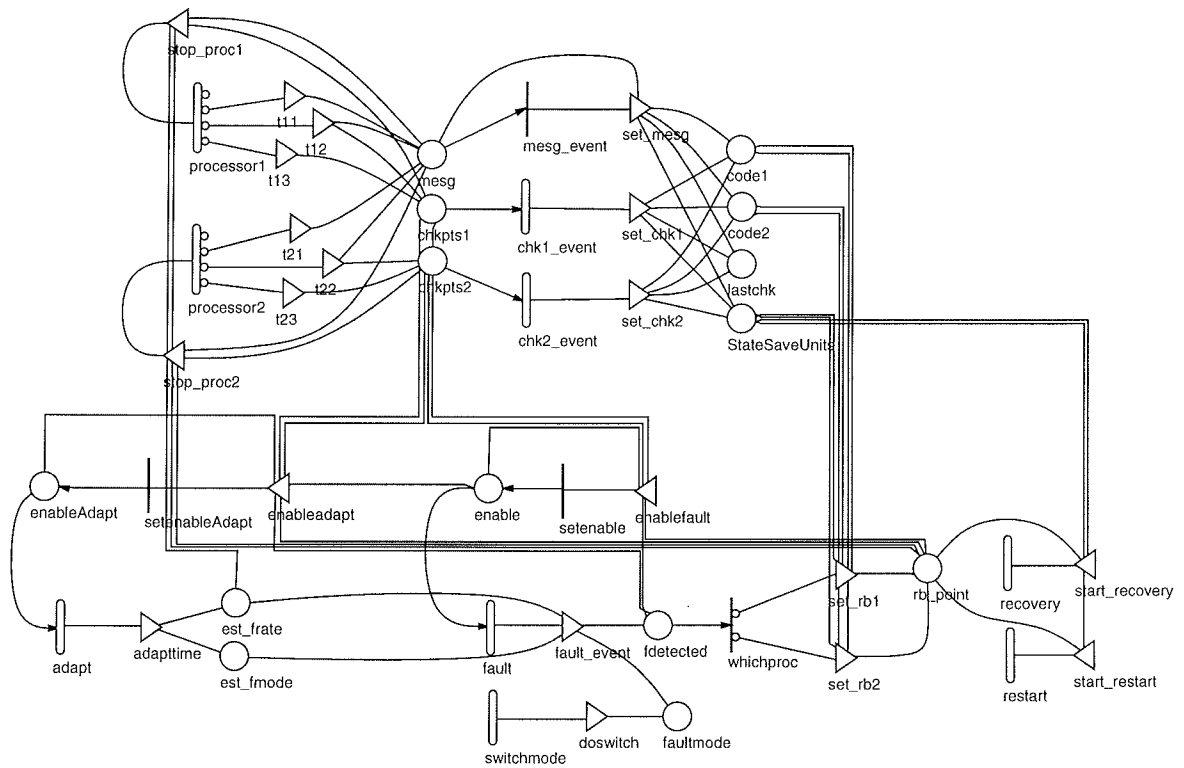 stop_proc1
t11
t12
processor1
t13
mesg
mesg_event
set_mesg
code1
chkpts1
chk1_event
set_chk1
code2
t21
lastchk
processor2
t22
chkpts2
t23
set_chk2
StateSaveUnits
chk2_event
stop_proc2
enableAdapt
setenableAdapt
enableadapt
enable
setenable
enablefault
set_rb1
rb_point
recovery
start_recovery
est_frate
adapt
adapttime
fault
fault_event
fdetected
whichproc
est_fmode
set_rb2
restart
start_restart
switchmode
doswitch
faultmode